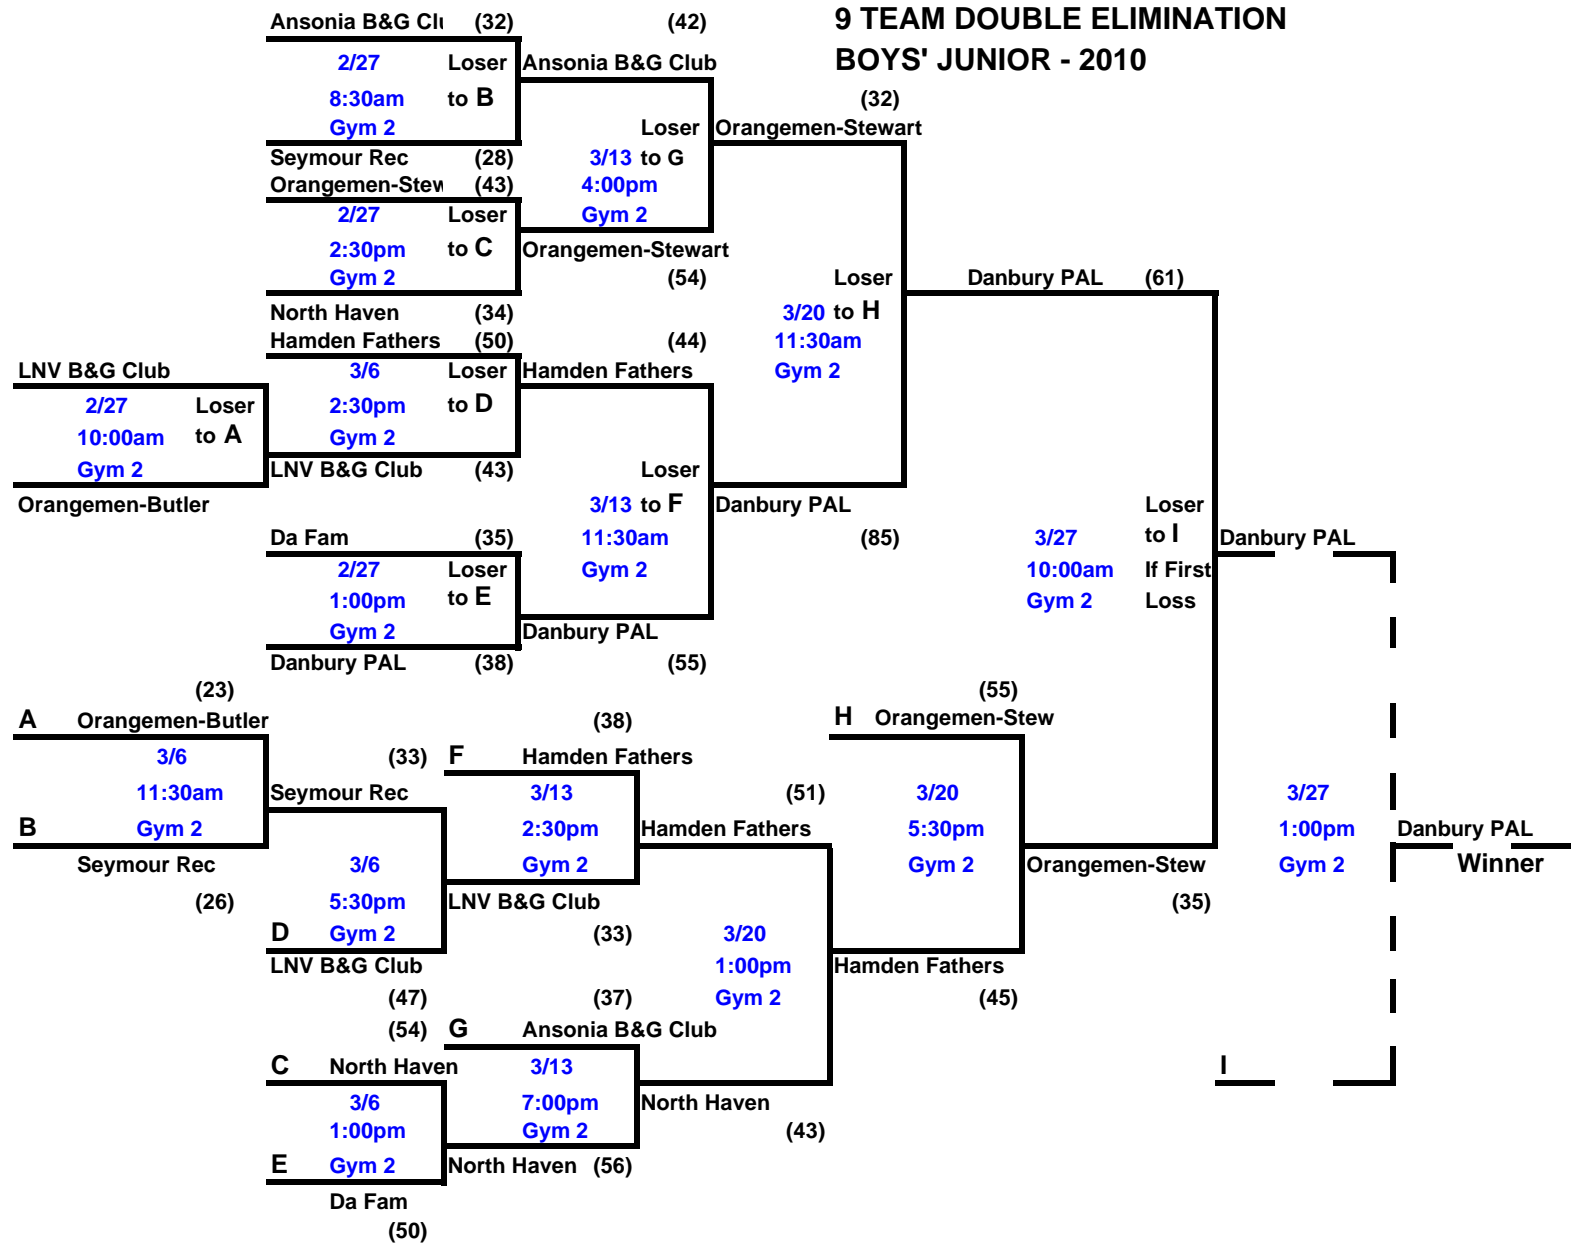 9 TEAM DOUBLE ELIMINATION
BOYS' JUNIOR - 2010
Ansonia B&G Clu (32) (42)
2/27 Loser Ansonia B&G Club
8:30am to B (32)
Gym 2 Loser Orangemen-Stewart
Seymour Rec (28) 3/13 to G
Orangemen-Stew (43) 4:00pm
2/27 Loser Gym 2
2:30pm to C Orangemen-Stewart
Gym 2 (54) Loser Danbury PAL (61)
North Haven (34) 3/20 to H
Hamden Fathers (50) (44) 11:30am
LNV B&G Club 3/6 Loser Hamden Fathers Gym 2
2/27 Loser 2:30pm to D
10:00am to A Gym 2
Gym 2 LNV B&G Club (43) Loser
Orangemen-Butler 3/13 to F Danbury PAL Loser
Da Fam (35) 11:30am (85) 3/27 to I Danbury PAL
2/27 Loser Gym 2 10:00am If First
1:00pm to E Gym 2 Loss
Gym 2 Danbury PAL
Danbury PAL (38) (55)
(23) (55)
A Orangemen-Butler (38) H Orangemen-Stew
3/6 (33) F Hamden Fathers
11:30am Seymour Rec 3/13 (51) 3/20 3/27
B Gym 2 2:30pm Hamden Fathers 5:30pm 1:00pm Danbury PAL
Seymour Rec 3/6 Gym 2 Gym 2 Orangemen-Stew Gym 2 Winner
(26) 5:30pm LNV B&G Club (35)
D Gym 2 (33) 3/20
LNV B&G Club 1:00pm Hamden Fathers
(47) (37) Gym 2 (45)
(54) G Ansonia B&G Club
C North Haven 3/13 I
3/6 7:00pm North Haven
1:00pm Gym 2 (43)
E Gym 2 North Haven (56)
Da Fam
(50)